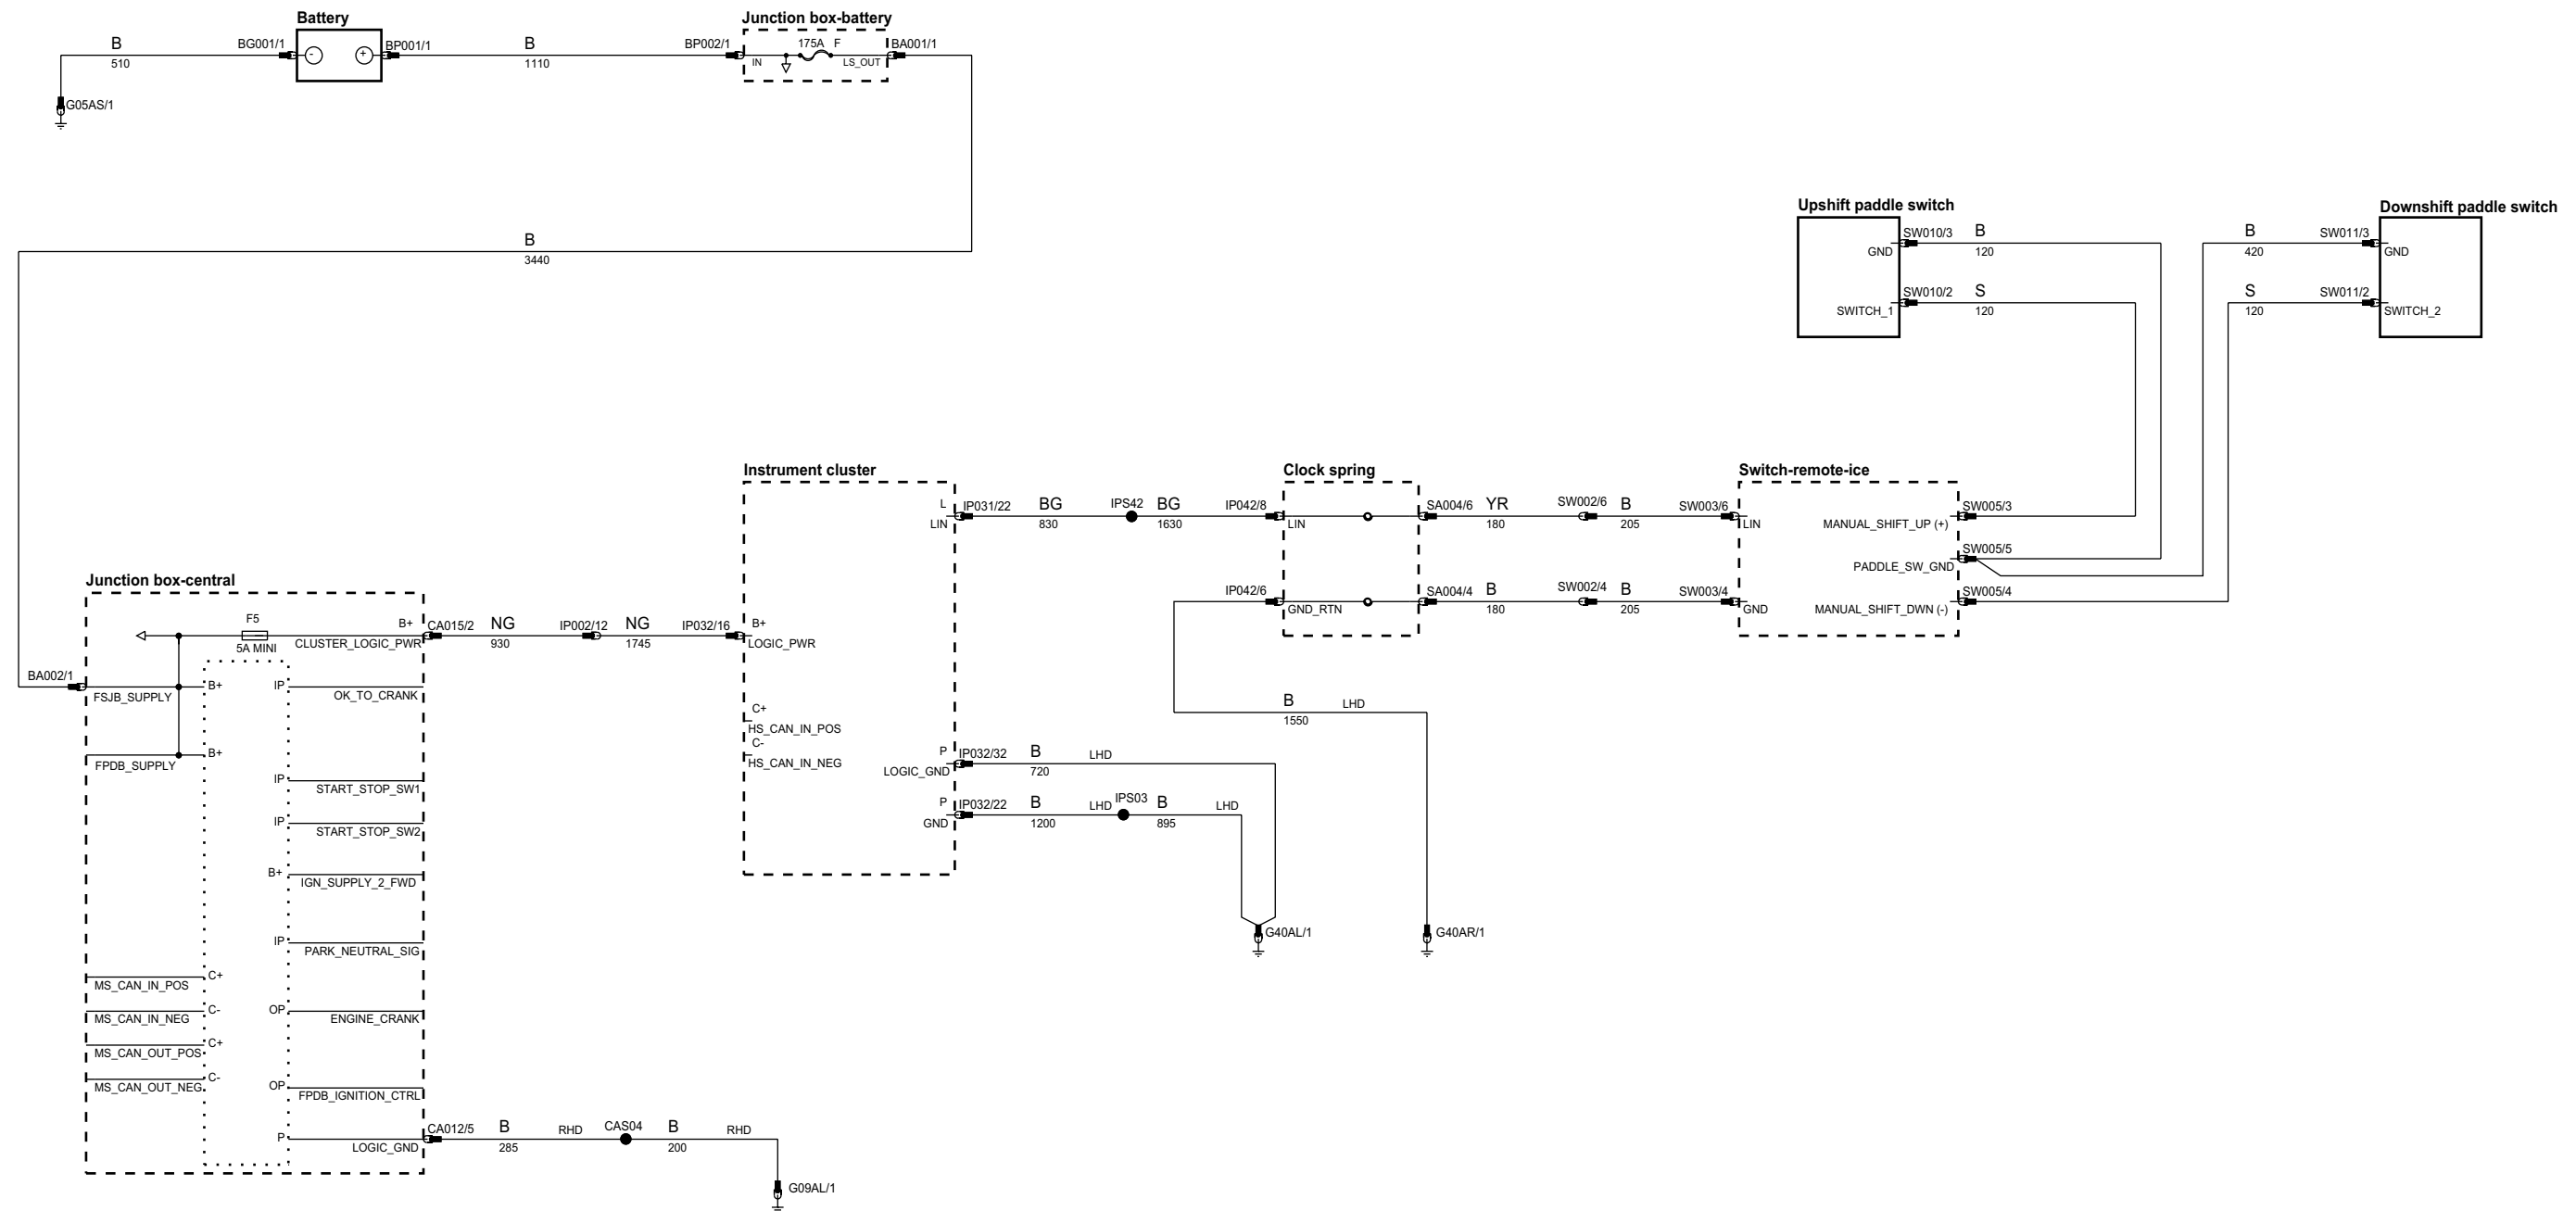 Battery
Junction box-battery
B
510
BG001/1
-
+
BP001/1
B
1110
BP002/1
IN
175A F
LS_OUT
BA001/1
G05AS/1
B
3440
Upshift paddle switch
Downshift paddle switch
GND
SW010/3
B
120
B
420
SW011/3
GND
SWITCH_1
SW010/2
S
120
S
120
SW011/2
SWITCH_2
Instrument cluster
Clock spring
Switch-remote-ice
L
LIN
IP031/22
BG
830
IPS42
BG
1630
IP042/8
LIN
SA004/6
YR
180
SW002/6
B
205
SW003/6
LIN
MANUAL_SHIFT_UP (+)
SW005/3
PADDLE_SW_GND
SW005/5
IP042/6
GND_RTN
SA004/4
B
180
SW002/4
B
205
SW003/4
GND
MANUAL_SHIFT_DWN (-)
SW005/4
Junction box-central
F5
5A MINI
B+
CLUSTER_LOGIC_PWR
CA015/2
NG
930
IP002/12
NG
1745
IP032/16
B+
LOGIC_PWR
BA002/1
FSJB_SUPPLY
B+
IP
OK_TO_CRANK
C+
HS_CAN_IN_POS
C-
HS_CAN_IN_NEG
B
1550
LHD
FPDB_SUPPLY
B+
IP
START_STOP_SW1
P
LOGIC_GND
IP032/32
B
720
LHD
IP
START_STOP_SW2
P
GND
IP032/22
B
1200
LHD
IPS03
B
895
LHD
B+
IGN_SUPPLY_2_FWD
IP
PARK_NEUTRAL_SIG
G40AL/1
G40AR/1
MS_CAN_IN_POS
C+
MS_CAN_IN_NEG
C-
OP
ENGINE_CRANK
MS_CAN_OUT_POS
C+
MS_CAN_OUT_NEG
C-
OP
FPDB_IGNITION_CTRL
P
LOGIC_GND
CA012/5
B
285
RHD
CAS04
B
200
RHD
G09AL/1